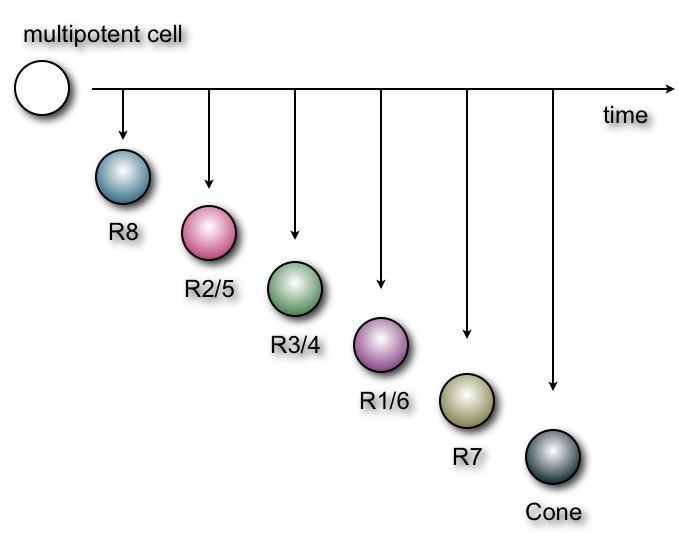 multipotent cell
time
R8
R2/5
R3/4
R1/6
R7
Cone